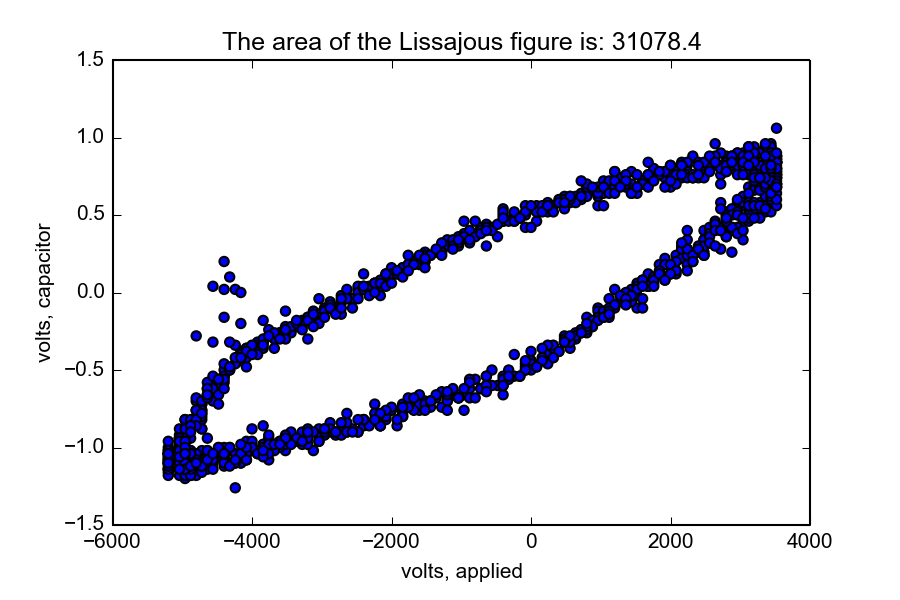 The area of the Lissajous figure is: 31078.4
1.5
1.0
0.5
0.0
−0.5
−1.0
−1.5
volts, capacitor
−6000 −4000 −2000 0 2000 4000
volts, applied